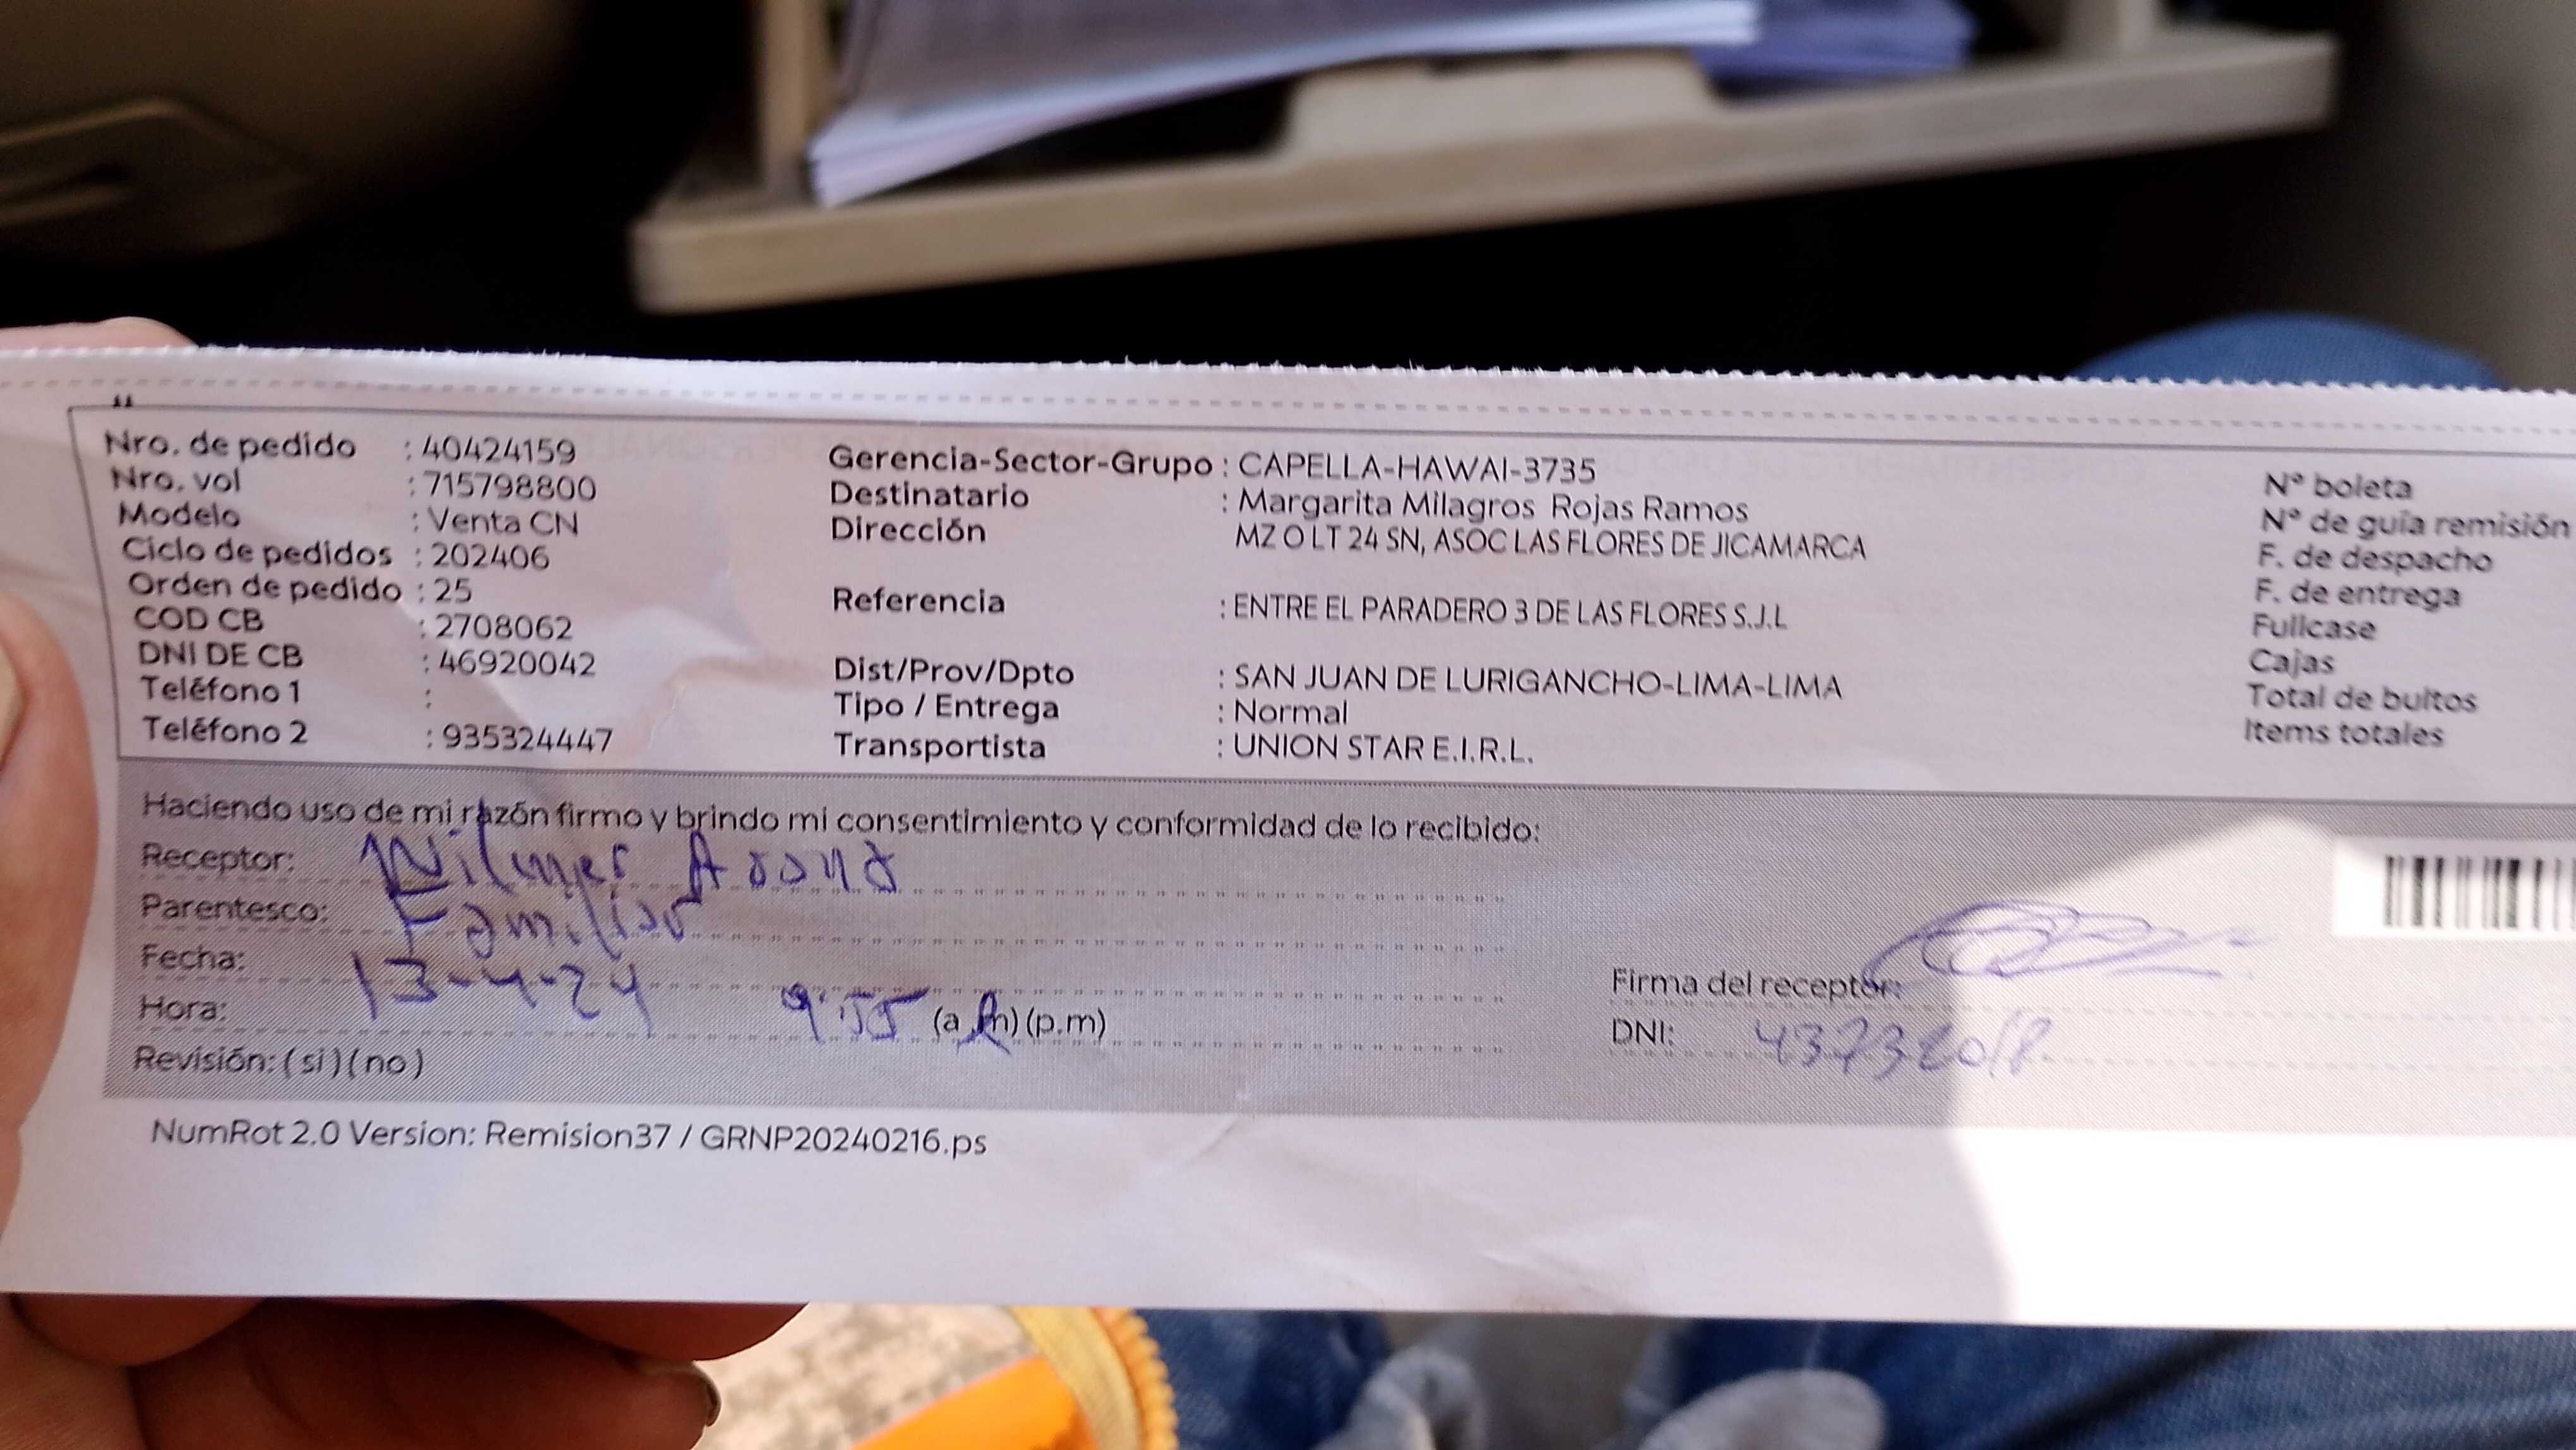 Nro. de pedido : 40424159
Nro. vol : 715798800
Modelo : Venta CN
Ciclo de pedidos : 202406
Orden de pedido : 25
COD CB : 2708062
DNI DE CB : 46920042
Teléfono 1 :
Teléfono 2 : 935324447
Gerencia-Sector-Grupo : CAPELLA-HAWAI-3735
Destinatario : Margarita Milagros Rojas Ramos
Dirección MZ O LT 24 SN, ASOC LAS FLORES DE JICAMARCA
Referencia : ENTRE EL PARADERO 3 DE LAS FLORES S.J.L
Dist/Prov/Dpto : SAN JUAN DE LURIGANCHO-LIMA-LIMA
Tipo / Entrega : Normal
Transportista : UNION STAR E.I.R.L.
N° boleta
N° de guía remisión
F. de despacho
F. de entrega
Fullcase
Cajas
Total de bultos
Items totales
Haciendo uso de mi razón firmo y brindo mi consentimiento y conformidad de lo recibido:
Receptor: Wilmer
Parentesco: Familiar
Fecha: 13-4-24
Hora: 9:55 (a.m) (p.m)
Revisión: (si) (no)
Firma del receptor:
DNI: 43732018
NumRot 2.0 Version: Remision37 / GRNP20240216.ps